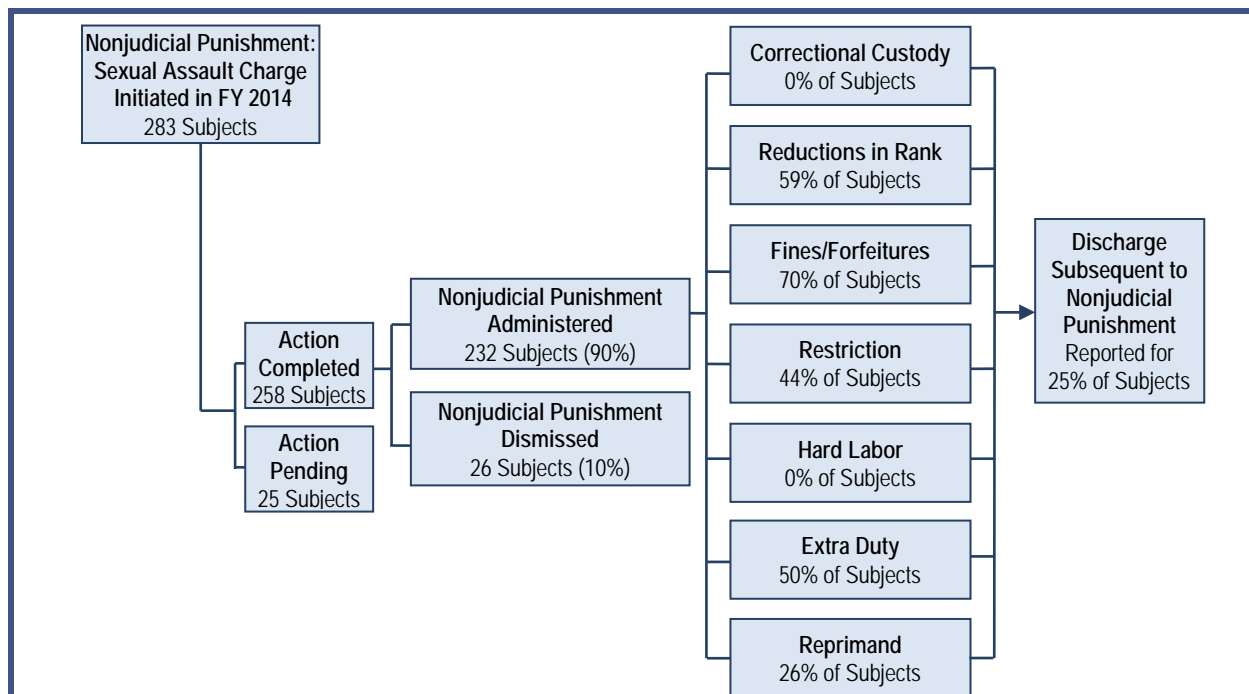 Nonjudicial Punishment:
Sexual Assault Charge
Initiated in FY 2014
283 Subjects
Action
Completed
258 Subjects
Action
Pending
25 Subjects
Nonjudicial Punishment
Administered
232 Subjects (90%)
Nonjudicial Punishment
Dismissed
26 Subjects (10%)
Correctional Custody
0% of Subjects
Reductions in Rank
59% of Subjects
Fines/Forfeitures
70% of Subjects
Restriction
44% of Subjects
Hard Labor
0% of Subjects
Extra Duty
50% of Subjects
Reprimand
26% of Subjects
Discharge
Subsequent to
Nonjudicial
Punishment
Reported for
25% of Subjects